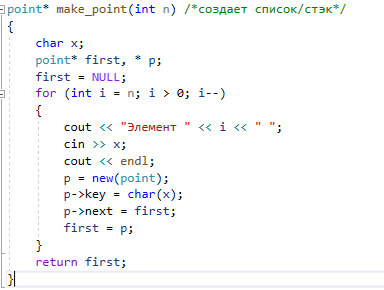 point* make_point(int n) /*создает список/стэк*/
{
char x;
point* first, * p;
first = NULL;
for (int i = n; i > 0; i--)
{
cout << "Элемент " << i << " ";
cin >> x;
cout << endl;
p = new(point);
p->key = char(x);
p->next = first;
first = p;
}
return first;
}